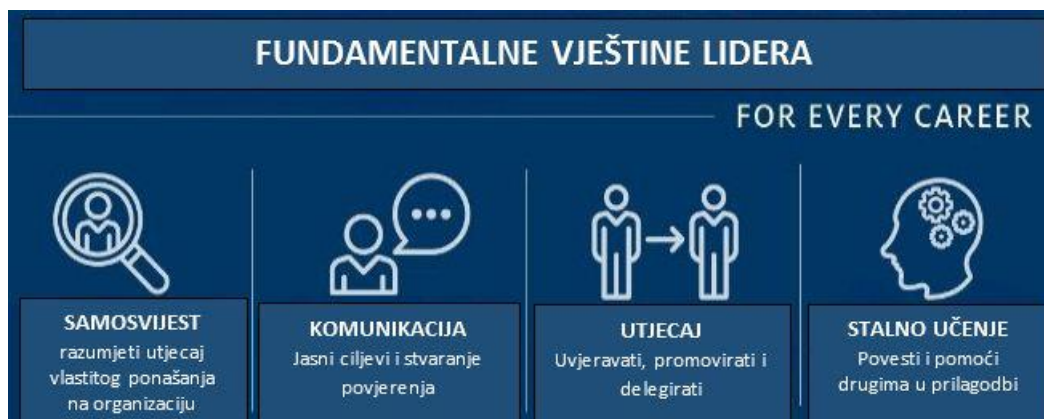 FUNDAMENTALNE VJEŠTINE LIDERA
FOR EVERY CAREER
SAMOSVIJEST
razumjeti utjecaj
vlastitog ponašanja
na organizaciju
KOMUNIKACIJA
Jasni ciljevi i stvaranje
povjerenja
UTJECAJ
Uvjeravati, promovirati i
delegirati
STALNO UČENJE
Povesti i pomoći
drugima u prilagodbi